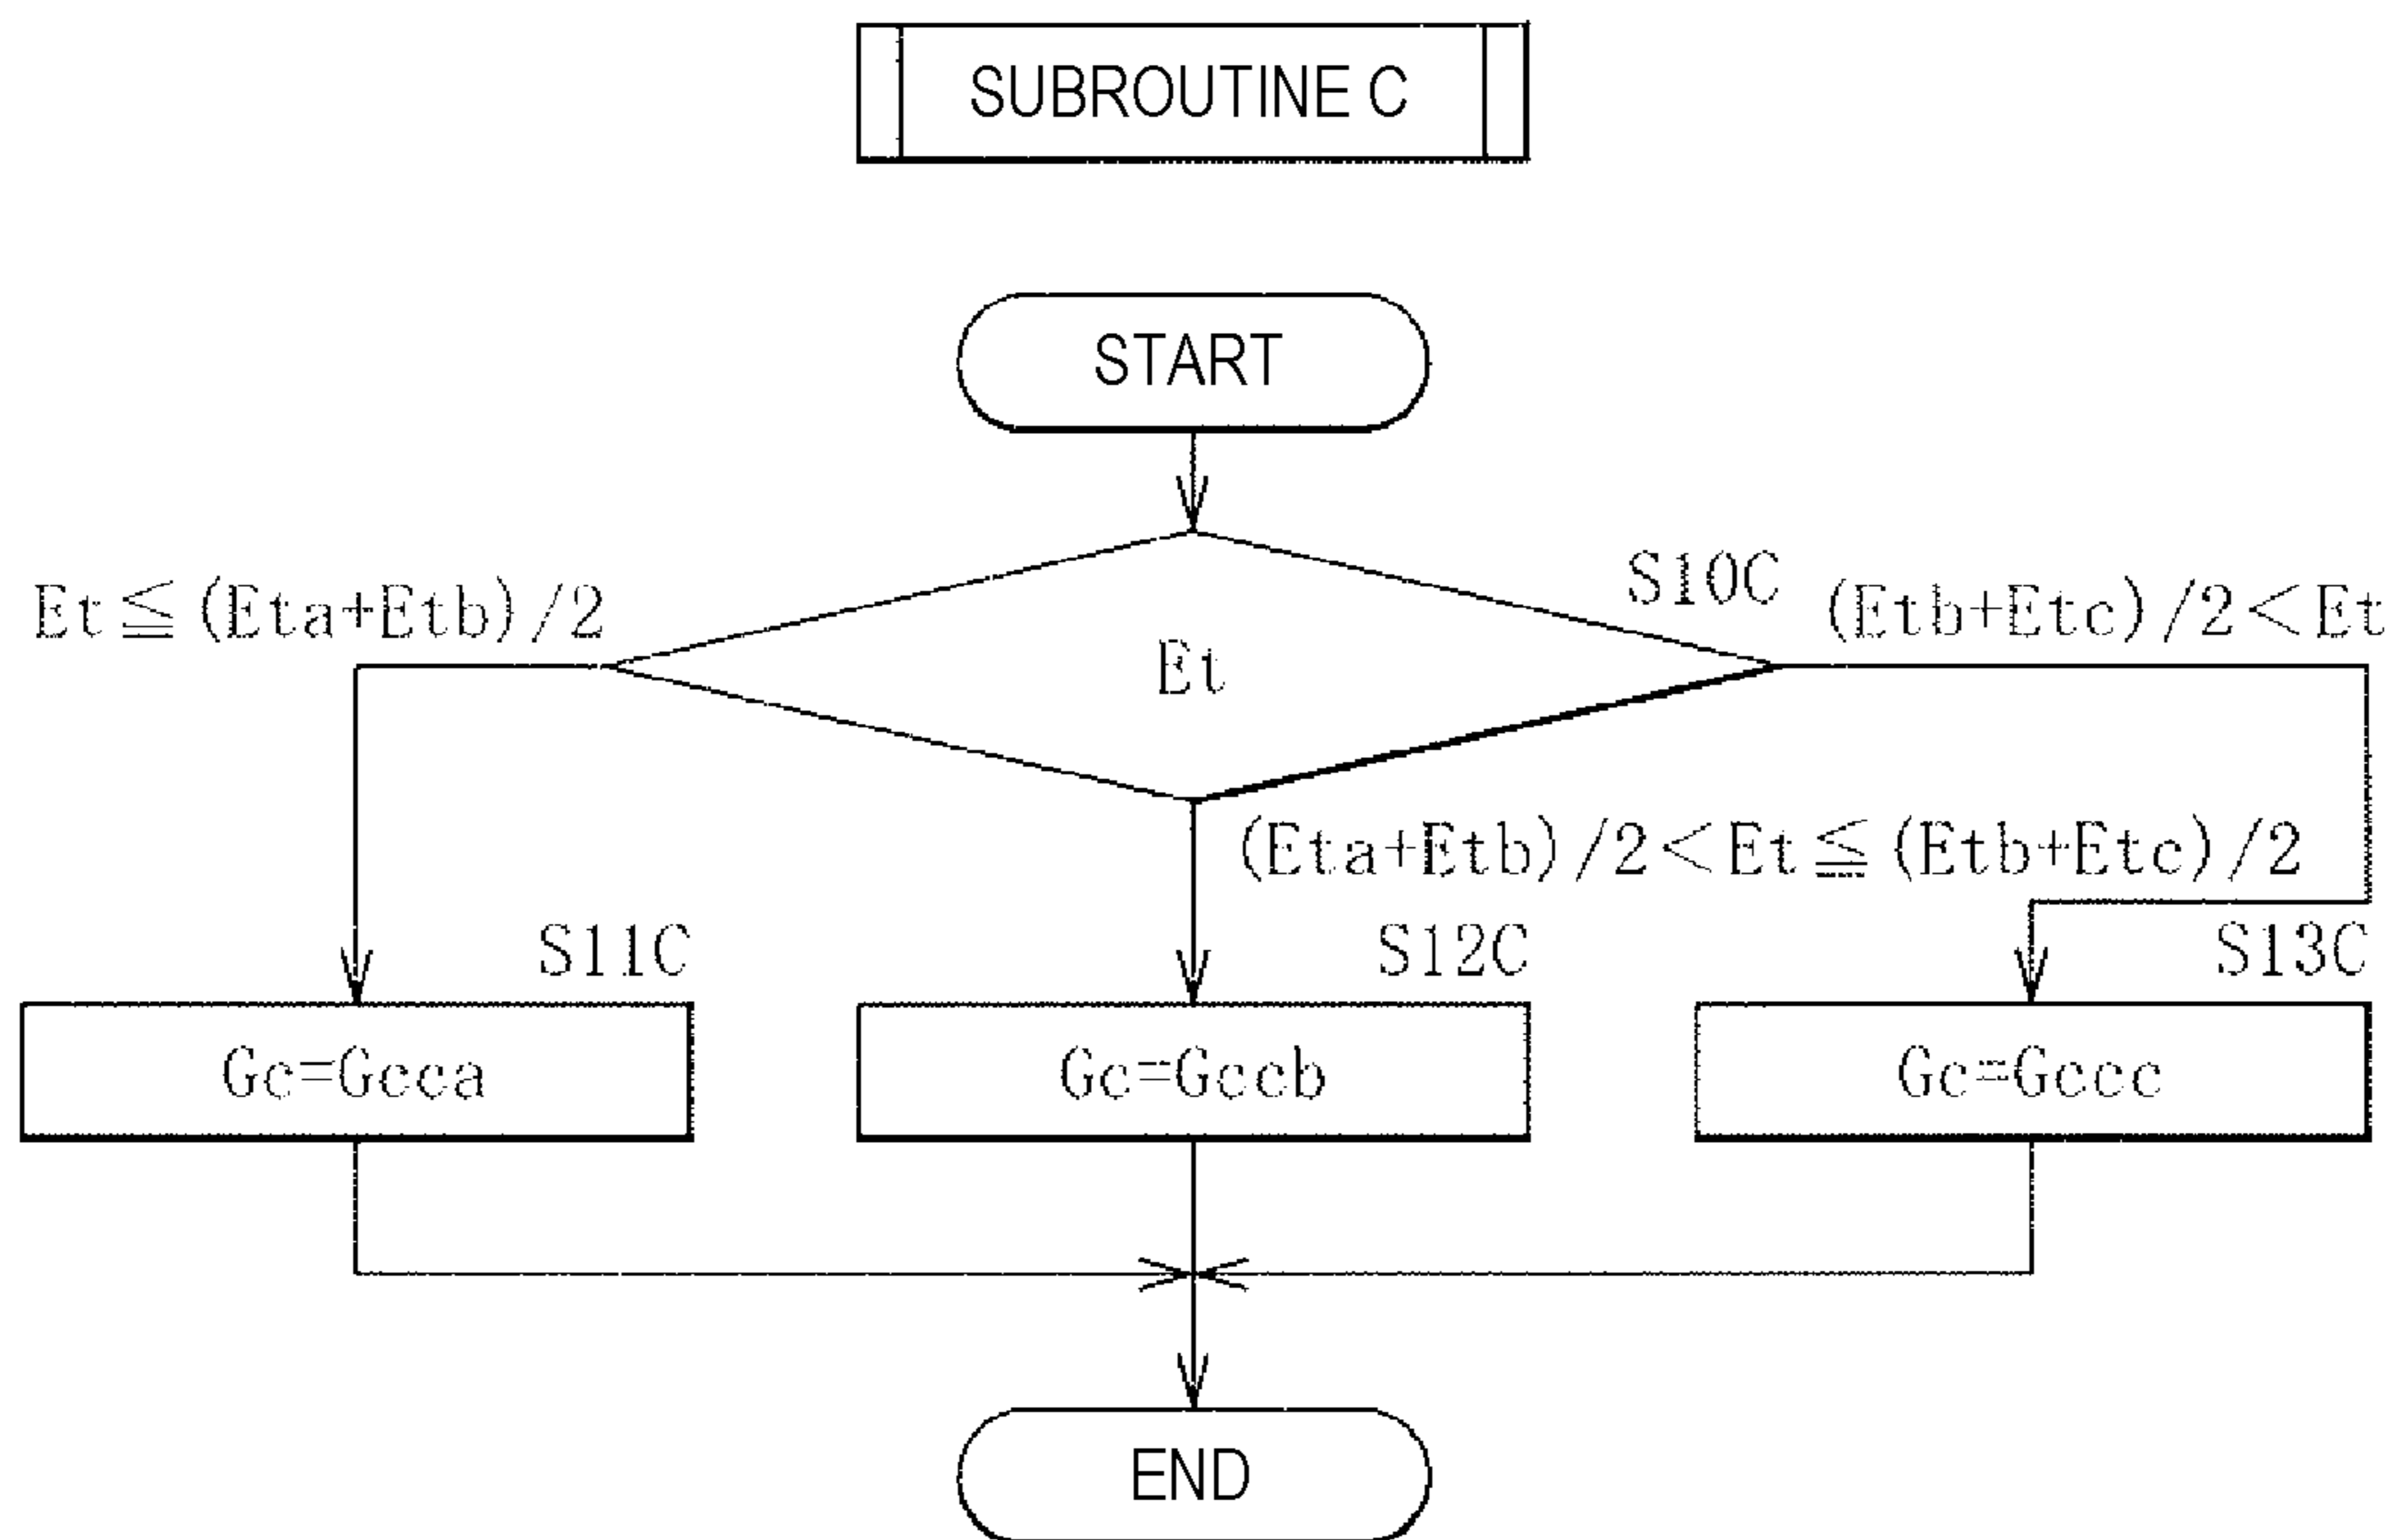 SUBROUTINE C
START
S10C
Et≦(Eta+Etb)/2
(Etb+Etc)/2<Et
Et
(Eta+Etb)/2<Et≦(Etb+Etc)/2
S11C
S12C
S13C
Gc=Gcca
Gc=Gccb
Gc=Gccc
END